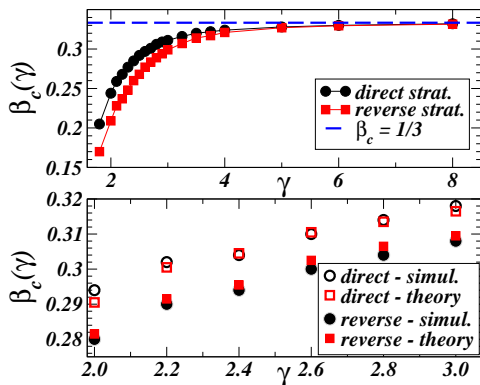 β_c(γ)
0.3
0.25
0.2
0.15
direct strat.
reverse strat.
β_c = 1/3
2 4 γ 6 8
β_c(γ)
0.32
0.31
0.3
0.29
0.28
direct - simul.
direct - theory
reverse - simul.
reverse - theory
2.0 2.2 2.4 γ 2.6 2.8 3.0